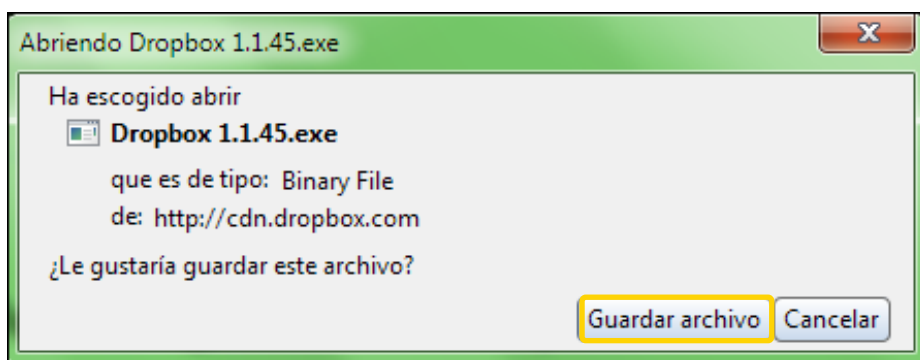 Abriendo Dropbox 1.1.45.exe
Ha escogido abrir
Dropbox 1.1.45.exe
que es de tipo: Binary File
de: http://cdn.dropbox.com
¿Le gustaría guardar este archivo?
Guardar archivo Cancelar